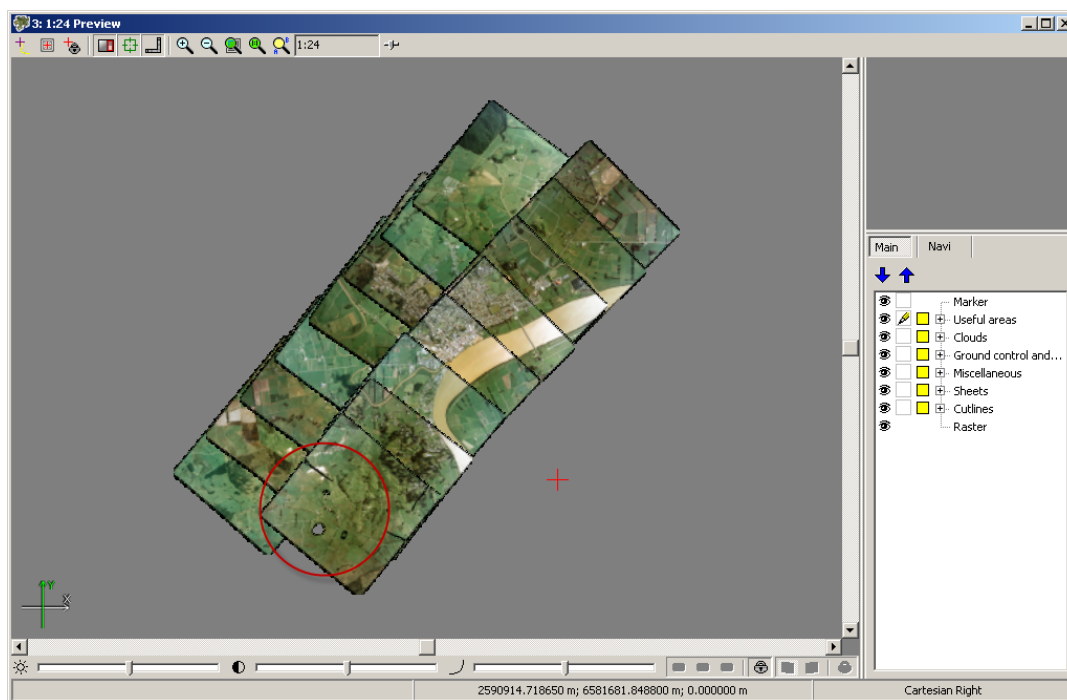 3: 1:24 Preview
1:24
Main
Navi
Marker
Useful areas
Clouds
Ground control and...
Miscellaneous
Sheets
Cutlines
Raster
Y
X
2590914.718650 m; 6581681.848800 m; 0.000000 m
Cartesian Right